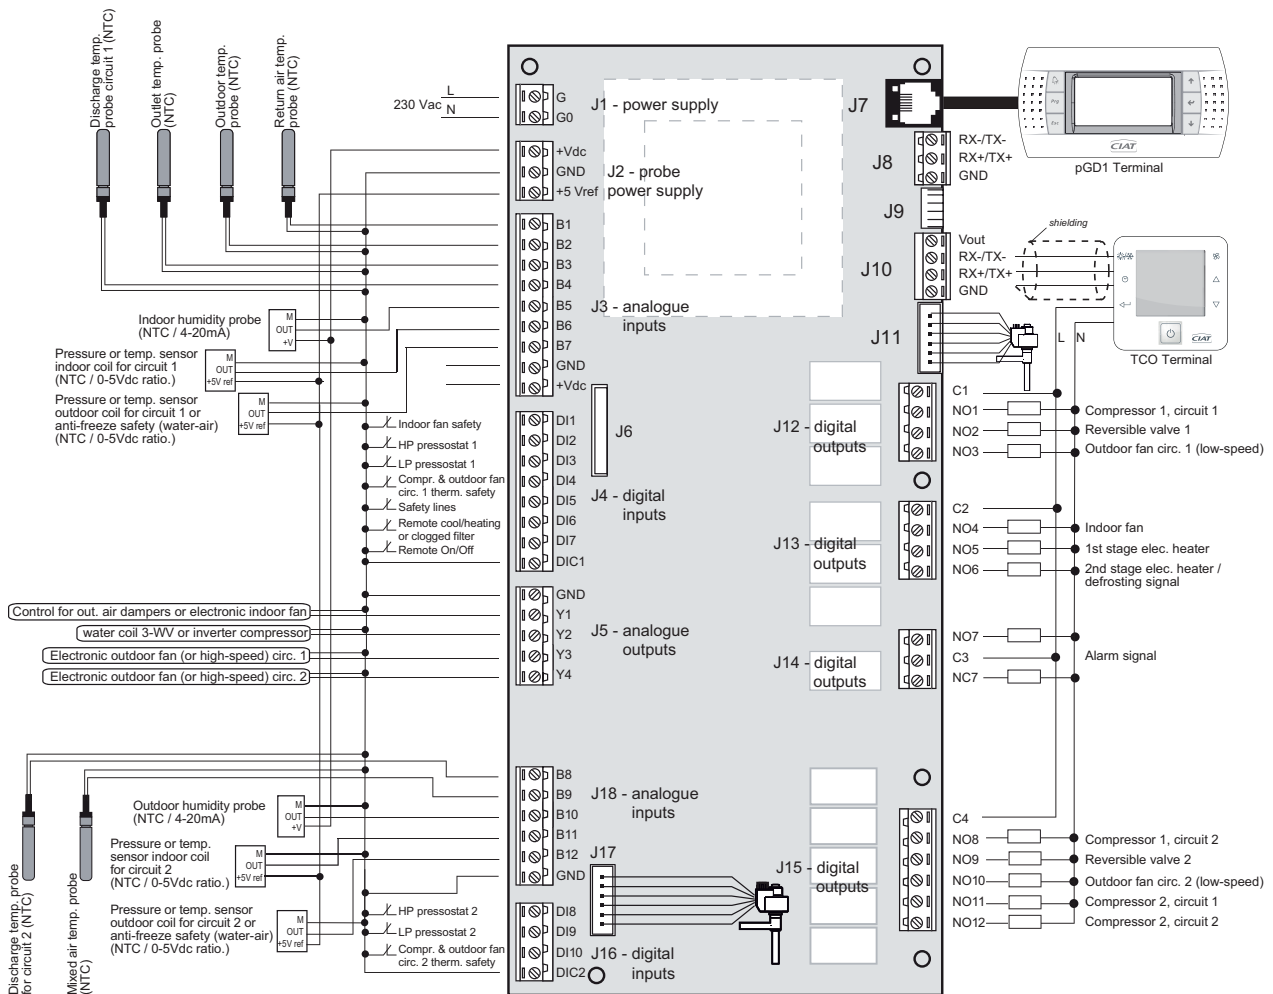 Discharge temp.
probe circuit 1 (NTC)
Outlet temp. probe
(NTC)
Outdoor temp.
probe (NTC)
Return air temp.
probe (NTC)
230 Vac
L
N
G
G0
J1 - power supply
+Vdc
GND
+5 Vref
J2 - probe
power supply
B1
B2
B3
B4
B5
B6
B7
GND
+Vdc
J3 - analogue
inputs
Indoor humidity probe
(NTC / 4-20mA)
M
OUT
+V
Pressure or temp. sensor
indoor coil for circuit 1
(NTC / 0-5Vdc ratio.)
M
OUT
+5V ref
Pressure or temp. sensor
outdoor coil for circuit 1 or
anti-freeze safety (water-air)
(NTC / 0-5Vdc ratio.)
M
OUT
+5V ref
J6
Indoor fan safety
HP pressostat 1
LP pressostat 1
Compr. & outdoor fan
circ. 1 therm. safety
Safety lines
Remote cool/heating
or clogged filter
Remote On/Off
DI1
DI2
DI3
DI4
DI5
DI6
DI7
DIC1
J4 - digital
inputs
Control for out. air dampers or electronic indoor fan
water coil 3-WV or inverter compressor
Electronic outdoor fan (or high-speed) circ. 1
Electronic outdoor fan (or high-speed) circ. 2
GND
Y1
Y2
Y3
Y4
J5 - analogue
outputs
Discharge temp. probe
for circuit 2 (NTC)
Mixed air temp. probe
(NTC)
Outdoor humidity probe
(NTC / 4-20mA)
M
OUT
+V
Pressure or temp.
sensor indoor coil
for circuit 2
(NTC / 0-5Vdc ratio.)
M
OUT
+5V ref
Pressure or temp. sensor
outdoor coil for circuit 2 or
anti-freeze safety (water-air)
(NTC / 0-5Vdc ratio.)
M
OUT
+5V ref
B8
B9
B10
B11
B12
GND
J18 - analogue
inputs
J17
HP pressostat 2
LP pressostat 2
Compr. & outdoor fan
circ. 2 therm. safety
DI8
DI9
DI10
DIC2
J16 - digital
inputs
J7
Prg
Esc
CIAT
pGD1 Terminal
J8
RX-/TX-
RX+/TX+
GND
J9
J10
Vout
RX-/TX-
RX+/TX+
GND
shielding
CIAT
TCO Terminal
L
N
J11
J12 - digital
outputs
C1
NO1
NO2
NO3
Compressor 1, circuit 1
Reversible valve 1
Outdoor fan circ. 1 (low-speed)
J13 - digital
outputs
C2
NO4
NO5
NO6
Indoor fan
1st stage elec. heater
2nd stage elec. heater /
defrosting signal
J14 - digital
outputs
NO7
C3
NC7
Alarm signal
J15 - digital
outputs
C4
NO8
NO9
NO10
NO11
NO12
Compressor 1, circuit 2
Reversible valve 2
Outdoor fan circ. 2 (low-speed)
Compressor 2, circuit 1
Compressor 2, circuit 2